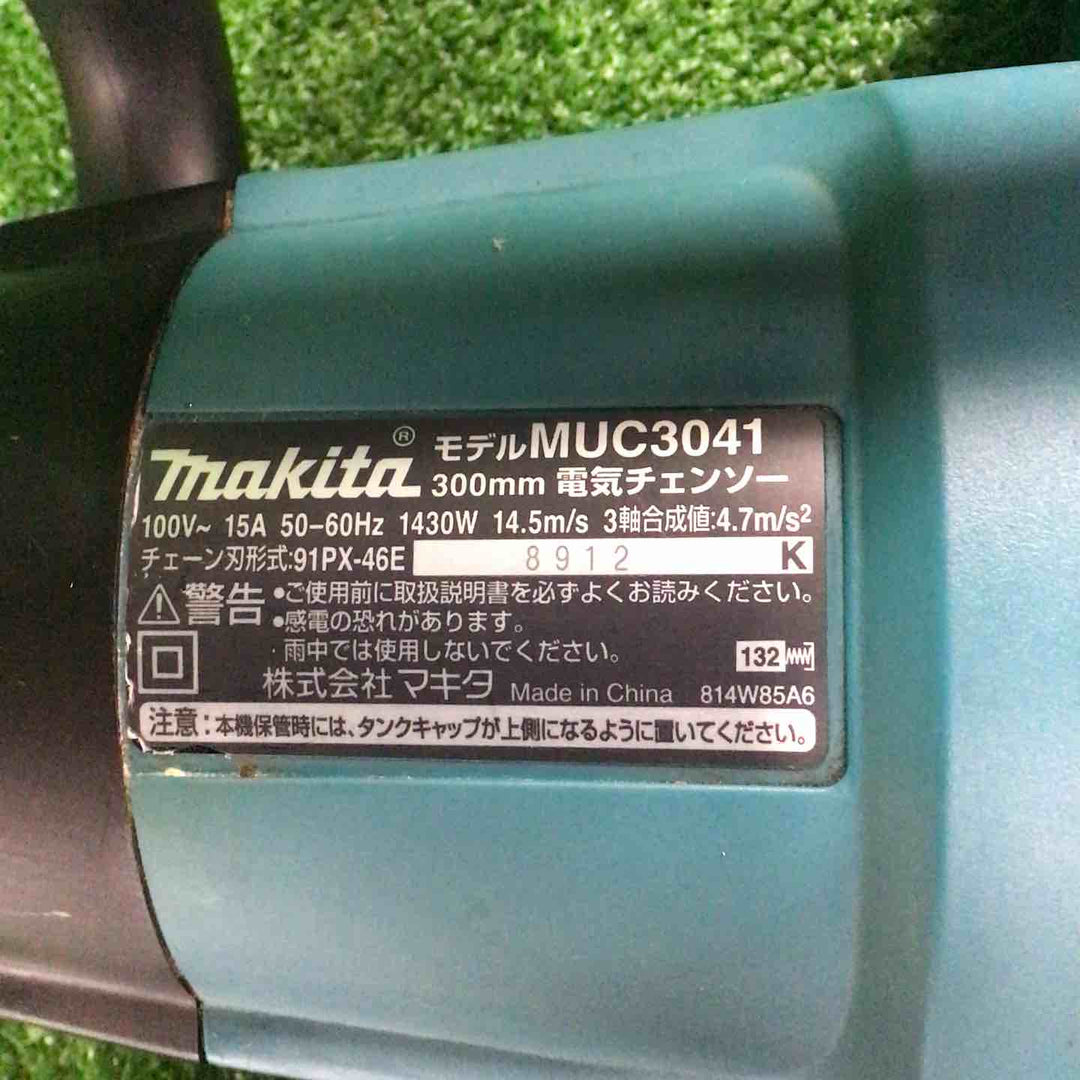 makita® モデルMUC3041
300mm 電気チェンソー
100V~ 15A 50-60Hz 1430W 14.5m/s 3軸合成値:4.7m/s²
チェーン刃形式:91PX-46E 8912 K
警告 •ご使用前に取扱説明書を必ずよくお読みください。
•感電の恐れがあります。
雨中では使用しないでください。
132
株式会社 マキタ Made in China 814W85A6
注意:本機保管時には、タンクキャップが上側になるように置いてください。